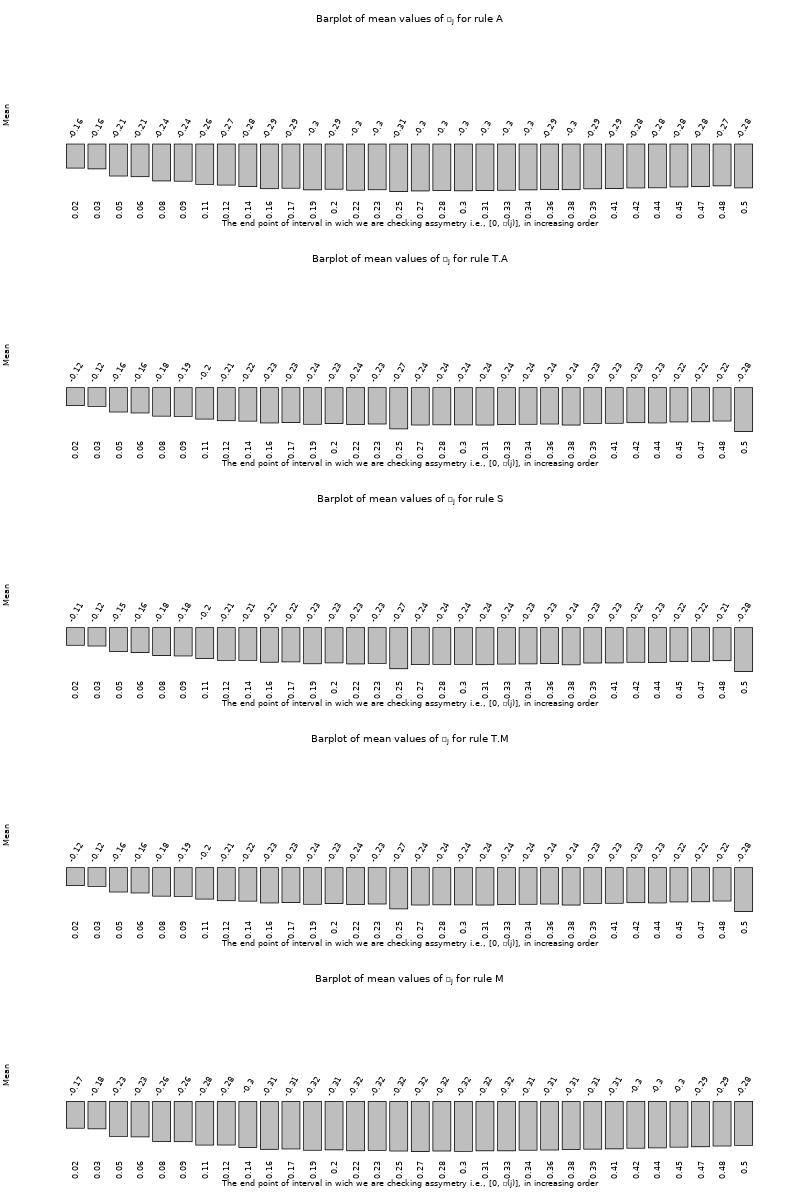 Barplot of mean values of □j for rule A
Mean
-0.16 -0.16 -0.21 -0.21 -0.24 -0.24 -0.26 -0.27 -0.28 -0.29 -0.29 -0.3 -0.29 -0.3 -0.3 -0.31 -0.3 -0.3 -0.3 -0.3 -0.3 -0.3 -0.29 -0.3 -0.29 -0.29 -0.28 -0.28 -0.28 -0.28 -0.27 -0.28
0.02 0.03 0.05 0.06 0.08 0.09 0.11 0.12 0.14 0.16 0.17 0.19 0.2 0.22 0.23 0.25 0.27 0.28 0.3 0.31 0.33 0.34 0.36 0.38 0.39 0.41 0.42 0.44 0.45 0.47 0.48 0.5
The end point of interval in wich we are checking assymetry i.e., [0, □(j)], in increasing order
Barplot of mean values of □j for rule T.A
Mean
-0.12 -0.12 -0.16 -0.16 -0.18 -0.19 -0.2 -0.21 -0.22 -0.23 -0.23 -0.24 -0.23 -0.24 -0.23 -0.27 -0.24 -0.24 -0.24 -0.24 -0.24 -0.24 -0.24 -0.24 -0.23 -0.23 -0.23 -0.23 -0.22 -0.22 -0.22 -0.28
0.02 0.03 0.05 0.06 0.08 0.09 0.11 0.12 0.14 0.16 0.17 0.19 0.2 0.22 0.23 0.25 0.27 0.28 0.3 0.31 0.33 0.34 0.36 0.38 0.39 0.41 0.42 0.44 0.45 0.47 0.48 0.5
The end point of interval in wich we are checking assymetry i.e., [0, □(j)], in increasing order
Barplot of mean values of □j for rule S
Mean
-0.11 -0.12 -0.15 -0.16 -0.18 -0.18 -0.2 -0.21 -0.21 -0.22 -0.22 -0.23 -0.23 -0.23 -0.23 -0.27 -0.24 -0.24 -0.24 -0.24 -0.24 -0.23 -0.23 -0.24 -0.23 -0.23 -0.22 -0.23 -0.22 -0.22 -0.21 -0.28
0.02 0.03 0.05 0.06 0.08 0.09 0.11 0.12 0.14 0.16 0.17 0.19 0.2 0.22 0.23 0.25 0.27 0.28 0.3 0.31 0.33 0.34 0.36 0.38 0.39 0.41 0.42 0.44 0.45 0.47 0.48 0.5
The end point of interval in wich we are checking assymetry i.e., [0, □(j)], in increasing order
Barplot of mean values of □j for rule T.M
Mean
-0.12 -0.12 -0.16 -0.16 -0.18 -0.19 -0.2 -0.21 -0.22 -0.23 -0.23 -0.24 -0.23 -0.24 -0.23 -0.27 -0.24 -0.24 -0.24 -0.24 -0.24 -0.24 -0.24 -0.24 -0.23 -0.23 -0.23 -0.23 -0.22 -0.22 -0.22 -0.28
0.02 0.03 0.05 0.06 0.08 0.09 0.11 0.12 0.14 0.16 0.17 0.19 0.2 0.22 0.23 0.25 0.27 0.28 0.3 0.31 0.33 0.34 0.36 0.38 0.39 0.41 0.42 0.44 0.45 0.47 0.48 0.5
The end point of interval in wich we are checking assymetry i.e., [0, □(j)], in increasing order
Barplot of mean values of □j for rule M
Mean
-0.17 -0.18 -0.23 -0.23 -0.26 -0.26 -0.28 -0.28 -0.3 -0.31 -0.31 -0.32 -0.31 -0.32 -0.32 -0.32 -0.32 -0.32 -0.32 -0.32 -0.32 -0.31 -0.31 -0.31 -0.31 -0.31 -0.3 -0.3 -0.3 -0.29 -0.29 -0.28
0.02 0.03 0.05 0.06 0.08 0.09 0.11 0.12 0.14 0.16 0.17 0.19 0.2 0.22 0.23 0.25 0.27 0.28 0.3 0.31 0.33 0.34 0.36 0.38 0.39 0.41 0.42 0.44 0.45 0.47 0.48 0.5
The end point of interval in wich we are checking assymetry i.e., [0, □(j)], in increasing order